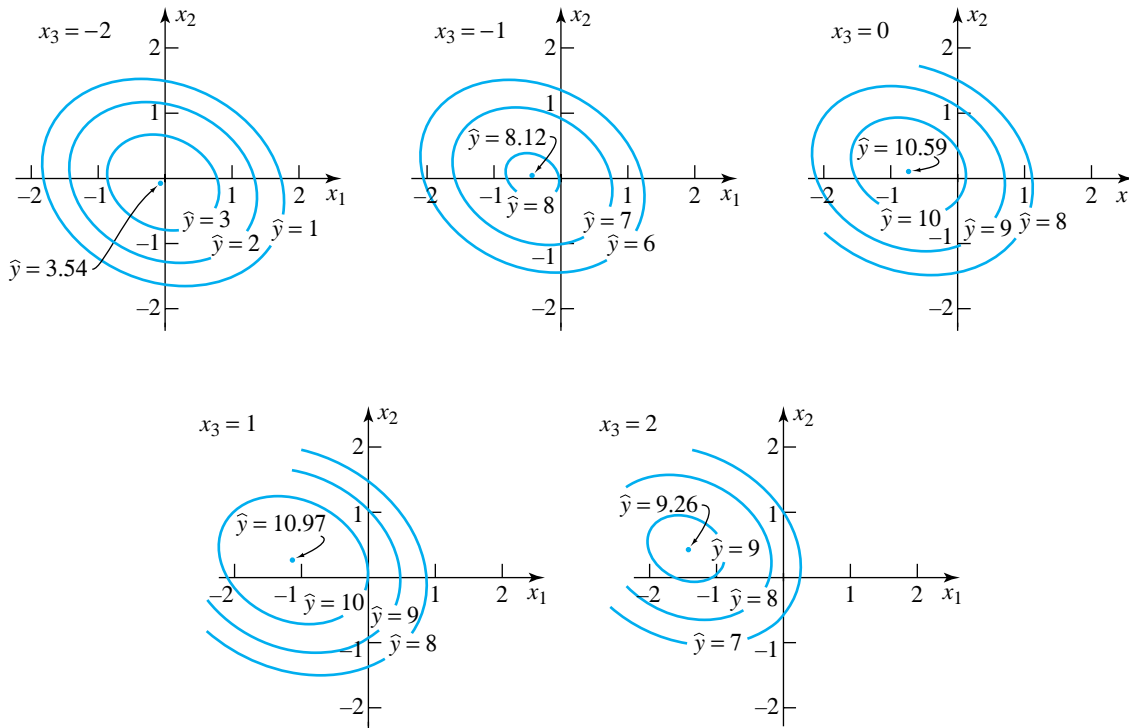 x₃ = −2
x₂
2
1
−2
−1
1
2
x₁
ŷ = 3
ŷ = 2
ŷ = 1
−1
ŷ = 3.54
−2
x₃ = −1
x₂
2
1
ŷ = 8.12
−2
−1
1
2
x₁
ŷ = 8
ŷ = 7
ŷ = 6
−1
−2
x₃ = 0
x₂
2
1
ŷ = 10.59
−2
−1
1
2
x
ŷ = 10
ŷ = 9
ŷ = 8
−1
−2
x₃ = 1
x₂
2
1
ŷ = 10.97
−2
−1
1
2
x₁
ŷ = 10
ŷ = 9
ŷ = 8
−1
−2
x₃ = 2
x₂
2
1
ŷ = 9.26
ŷ = 9
−2
−1
1
2
x₁
ŷ = 8
ŷ = 7
−1
−2